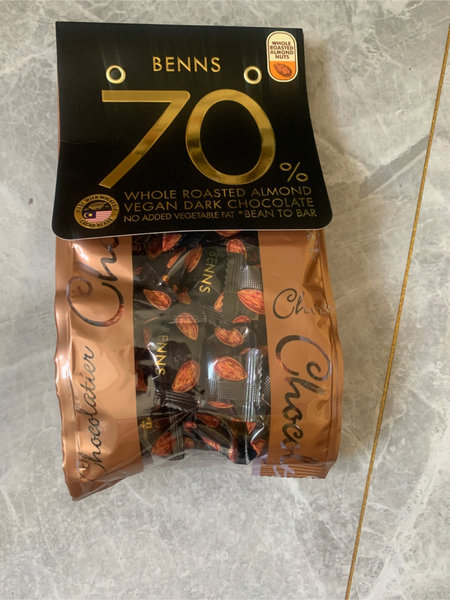 BENNS
WHOLE
ROASTED
ALMOND
NUTS
70%
WHOLE ROASTED ALMOND
VEGAN DARK CHOCOLATE
NO ADDED VEGETABLE FAT *BEAN TO BAR
Chocolatier
BENNS
BENNS